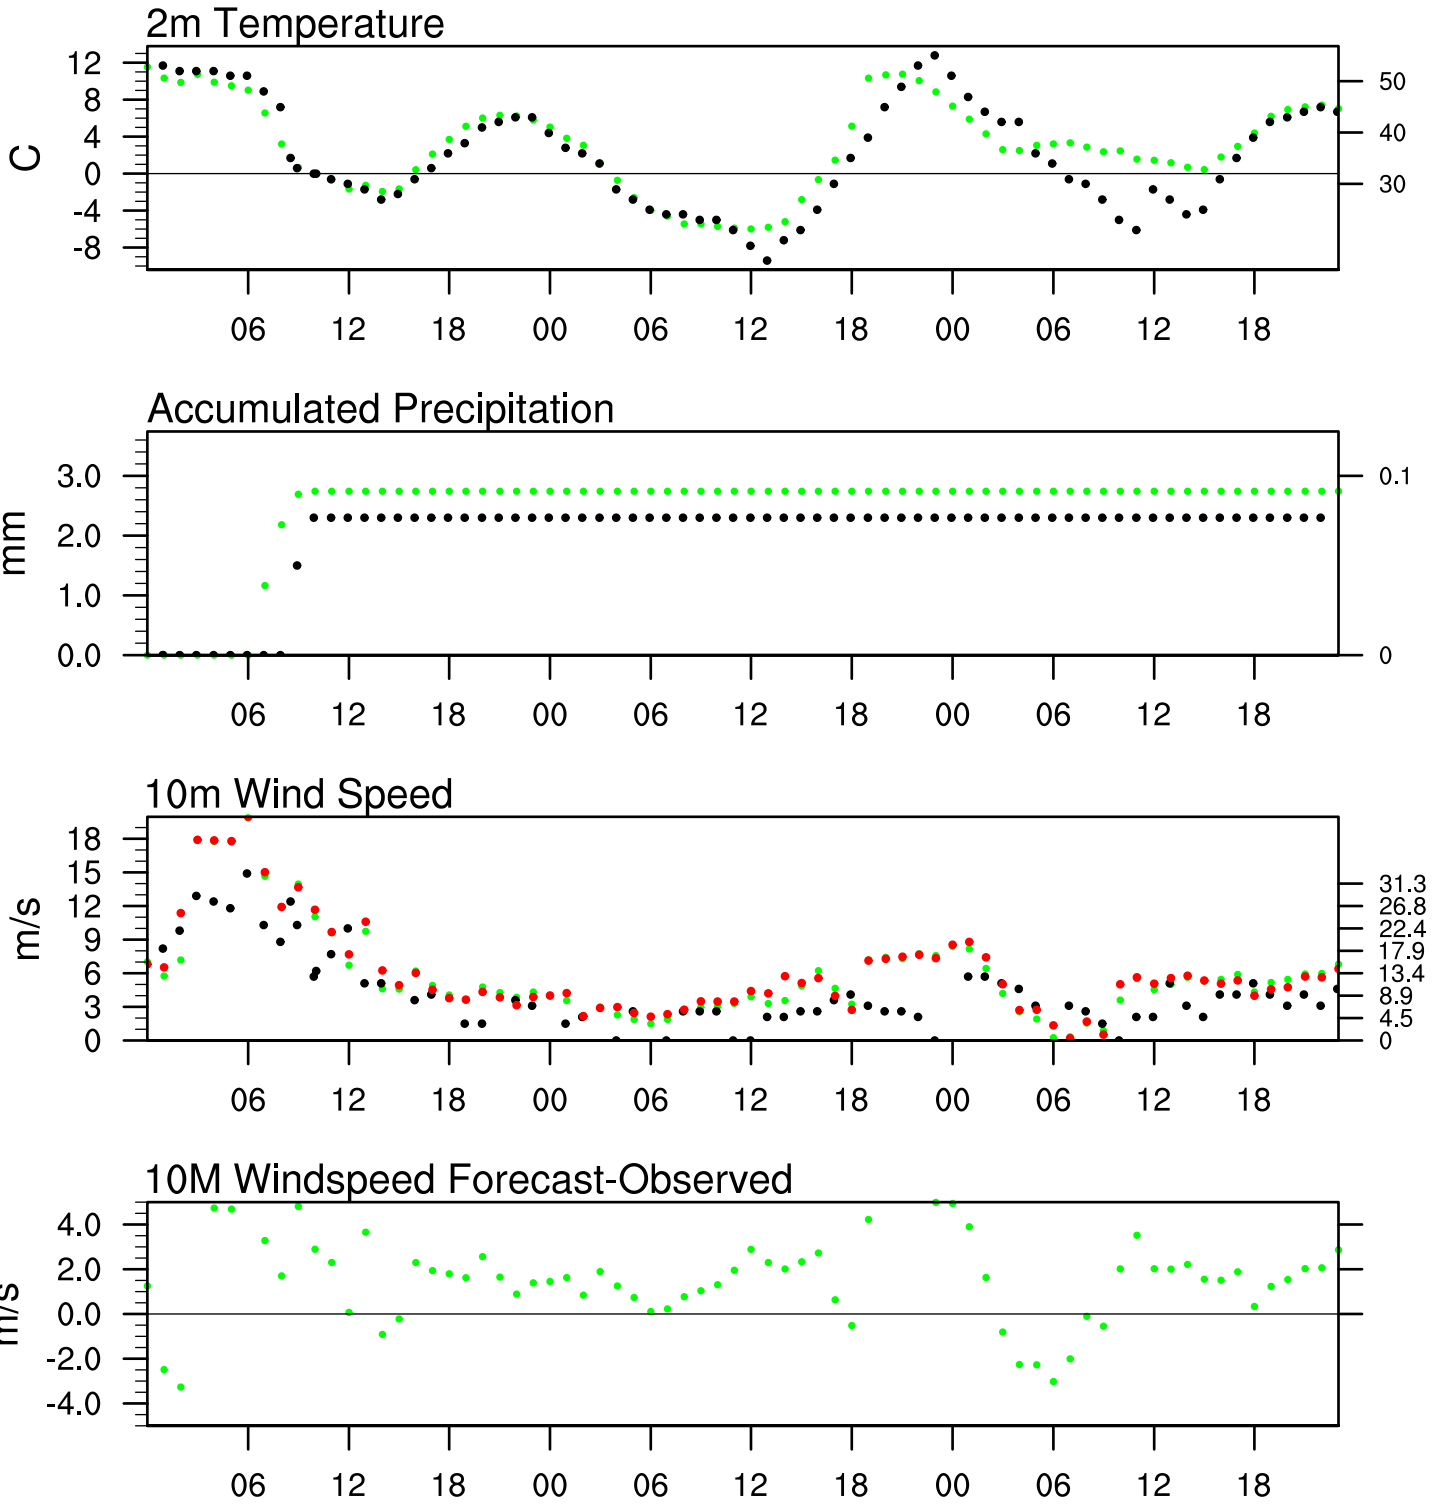 2m Temperature
C
12
8
4
0
-4
-8
50
40
30
06 12 18 00 06 12 18 00 06 12 18
Accumulated Precipitation
mm
3.0
2.0
1.0
0.0
0.1
0
06 12 18 00 06 12 18 00 06 12 18
10m Wind Speed
m/s
18
15
12
9
6
3
0
31.3
26.8
22.4
17.9
13.4
8.9
4.5
0
06 12 18 00 06 12 18 00 06 12 18
10M Windspeed Forecast-Observed
m/s
4.0
2.0
0.0
-2.0
-4.0
06 12 18 00 06 12 18 00 06 12 18